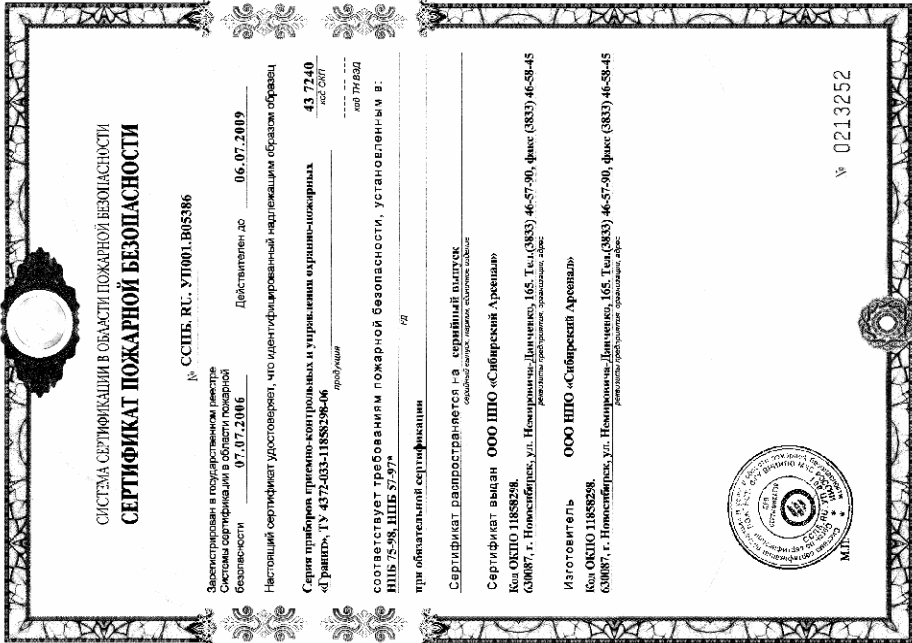 СИСТЕМА СЕРТИФИКАЦИИ В ОБЛАСТИ ПОЖАРНОЙ БЕЗОПАСНОСТИ
СЕРТИФИКАТ ПОЖАРНОЙ БЕЗОПАСНОСТИ
№ ССПБ. RU. УП001.В05386
Зарегистрирован в государственном реестре
Системы сертификации в области пожарной
безопасности 07.07.2006 Действителен до 06.07.2009
Настоящий сертификат удостоверяет, что идентифицированный надлежащим образом образец
Серия приборов приемно-контрольных и управления охранно-пожарных 43 7240
код ОКП
«Гранит», ТУ 4372-033-11858298-06
продукция
код ТН ВЭД
соответствует требованиям пожарной безопасности, установленным в:
НПБ 75-98, НПБ 57-97*
НД
при обязательной сертификации
Сертификат распространяется на серийный выпуск
серийный выпуск, партия, единичное изделие
Сертификат выдан ООО НПО «Сибирский Арсенал»
Код ОКПО 11858298.
630087, г. Новосибирск, ул. Немировича-Данченко, 165. Тел.(3833) 46-57-90, факс (3833) 46-58-45
реквизиты предприятия, организации, адрес
Изготовитель ООО НПО «Сибирский Арсенал»
Код ОКПО 11858298.
630087, г. Новосибирск, ул. Немировича-Данченко, 165. Тел.(3833) 46-57-90, факс (3833) 46-58-45
реквизиты предприятия, организации, адрес
М.П.
№ 0213252